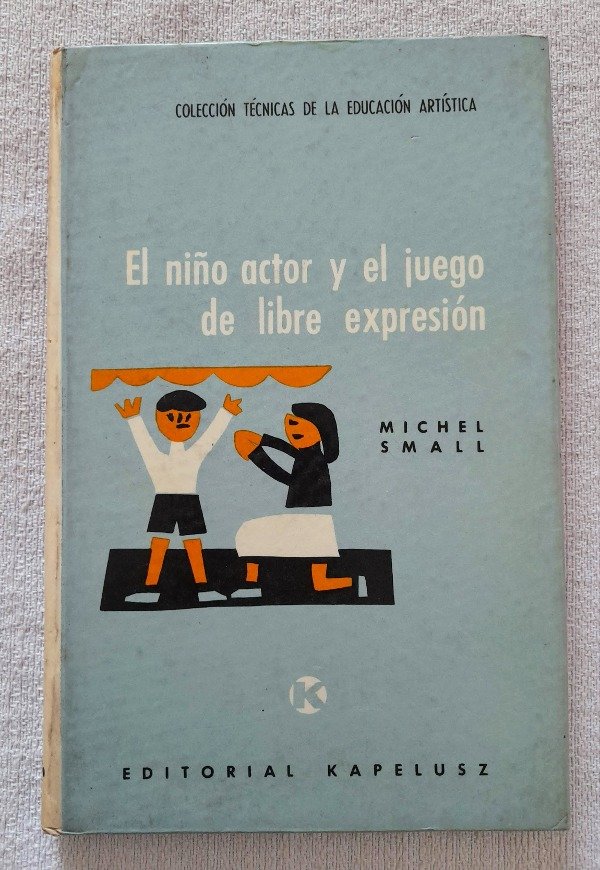 COLECCIÓN TÉCNICAS DE LA EDUCACIÓN ARTÍSTICA
El niño actor y el juego
de libre expresión
MICHEL
SMALL
K
EDITORIAL KAPELUSZ